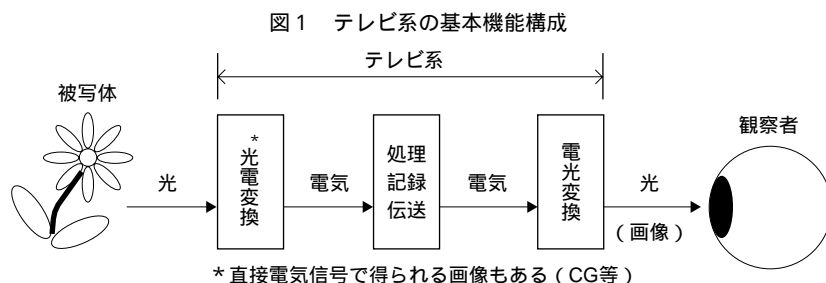 図1 テレビ系の基本機能構成
テレビ系
被写体
光
*光電変換
電気
処理
記録
伝送
電気
電光変換
光
(画像)
観察者
*直接電気信号で得られる画像もある(CG等)